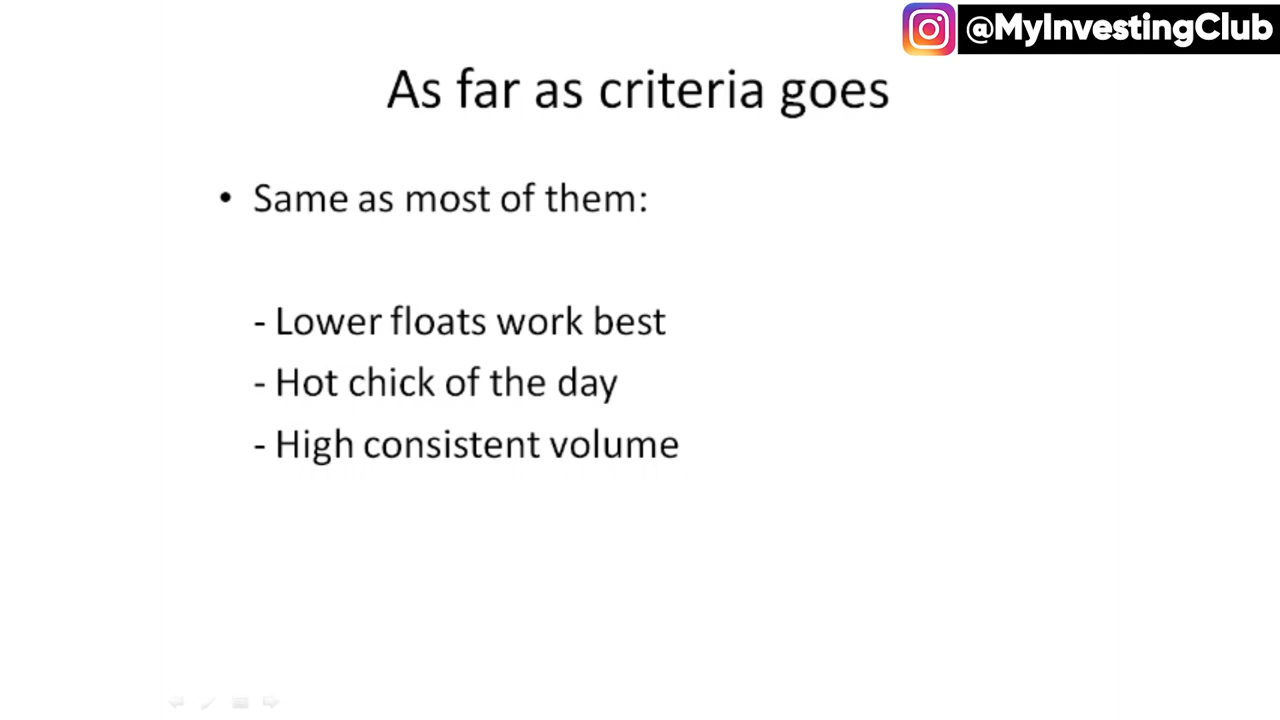 @MyInvestingClub
As far as criteria goes
• Same as most of them:
- Lower floats work best
- Hot chick of the day
- High consistent volume